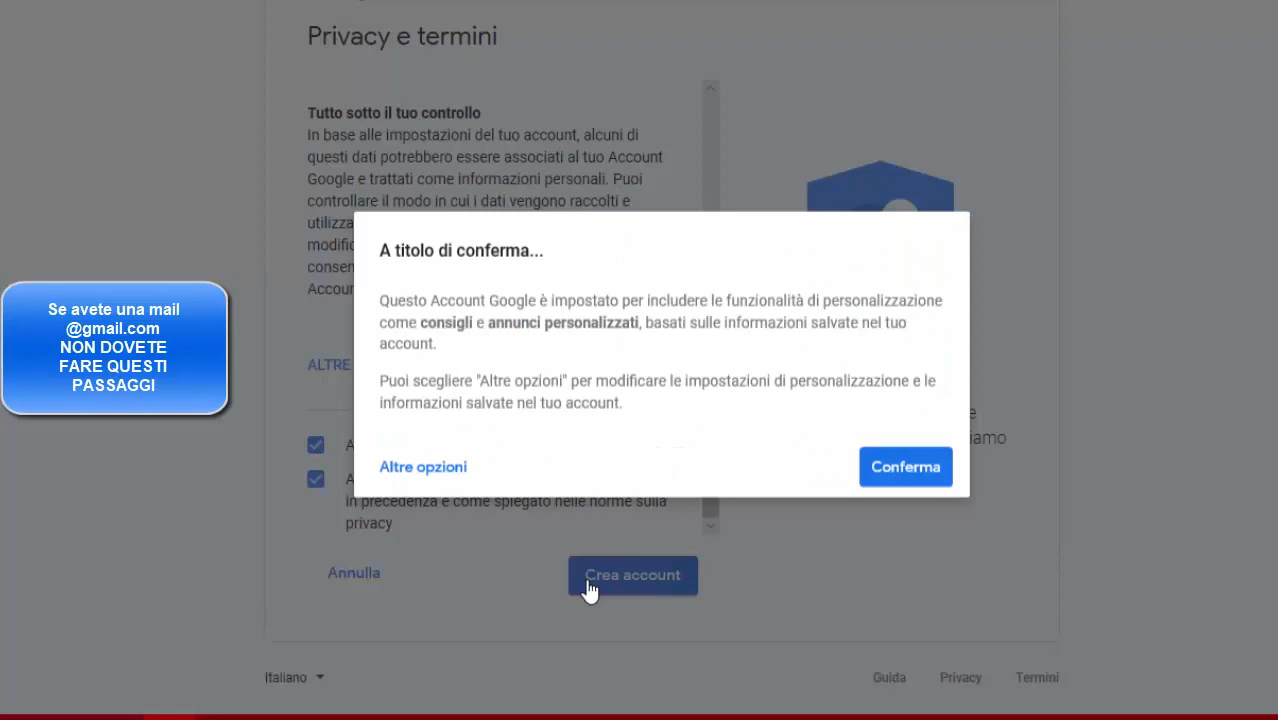 Privacy e termini
Tutto sotto il tuo controllo
In base alle impostazioni del tuo account, alcuni di
questi dati potrebbero essere associati al tuo Account
Google e trattati come informazioni personali. Puoi
controllare il modo in cui i dati vengono raccolti e
utilizza
modific
consen
Accour
A titolo di conferma...
Questo Account Google è impostato per includere le funzionalità di personalizzazione
come consigli e annunci personalizzati, basati sulle informazioni salvate nel tuo
account.
Puoi scegliere "Altre opzioni" per modificare le impostazioni di personalizzazione e le
informazioni salvate nel tuo account.
Altre opzioni
Conferma
Se avete una mail
@gmail.com
NON DOVETE
FARE QUESTI
PASSAGGI
ALTRE
e
iamo
A
A
in precedenza e come spiegato nelle norme sulla
privacy
Annulla
Crea account
Italiano
Guida
Privacy
Termini